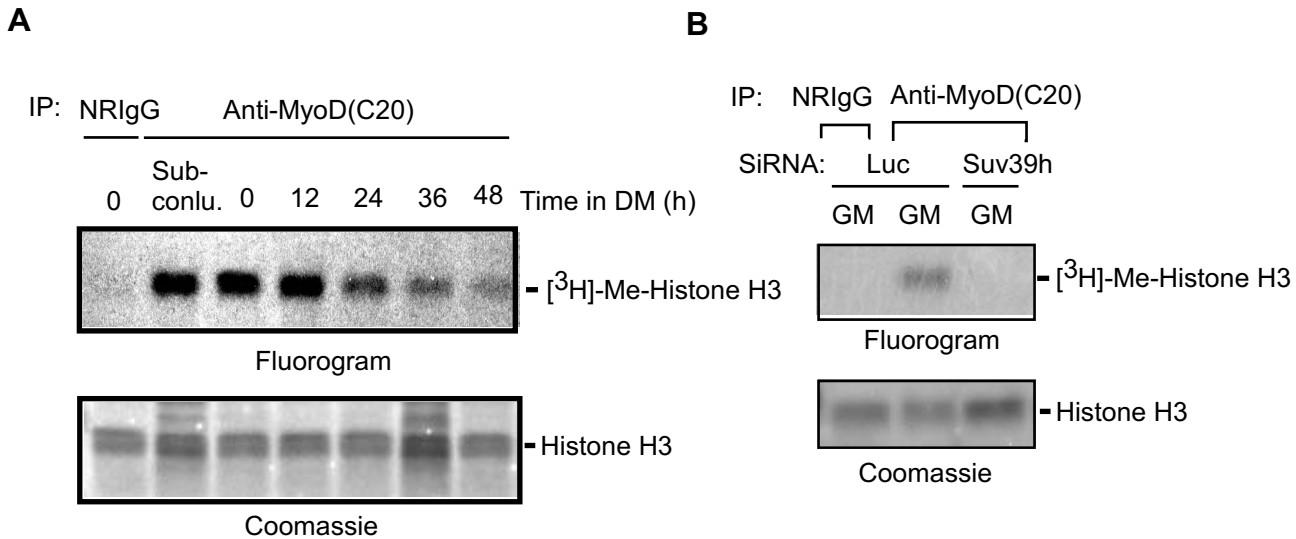 A
IP: NRIgG Anti-MyoD(C20)
Sub-
0 conlu. 0 12 24 36 48 Time in DM (h)
[3H]-Me-Histone H3
Fluorogram
Histone H3
Coomassie
B
IP: NRIgG Anti-MyoD(C20)
SiRNA: Luc Suv39h
GM GM GM
[3H]-Me-Histone H3
Fluorogram
Histone H3
Coomassie